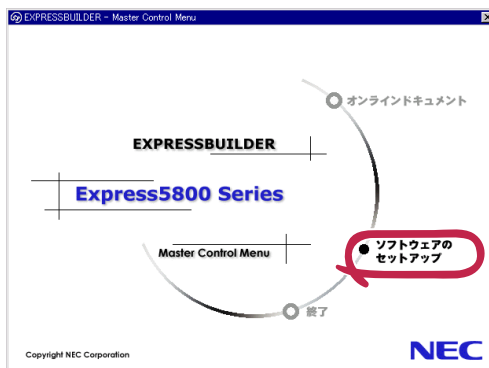 EXPRESSBUILDER - Master Control Menu
オンラインドキュメント
EXPRESSBUILDER
Express5800 Series
ソフトウェアの
セットアップ
Master Control Menu
終了
Copyright NEC Corporation
NEC